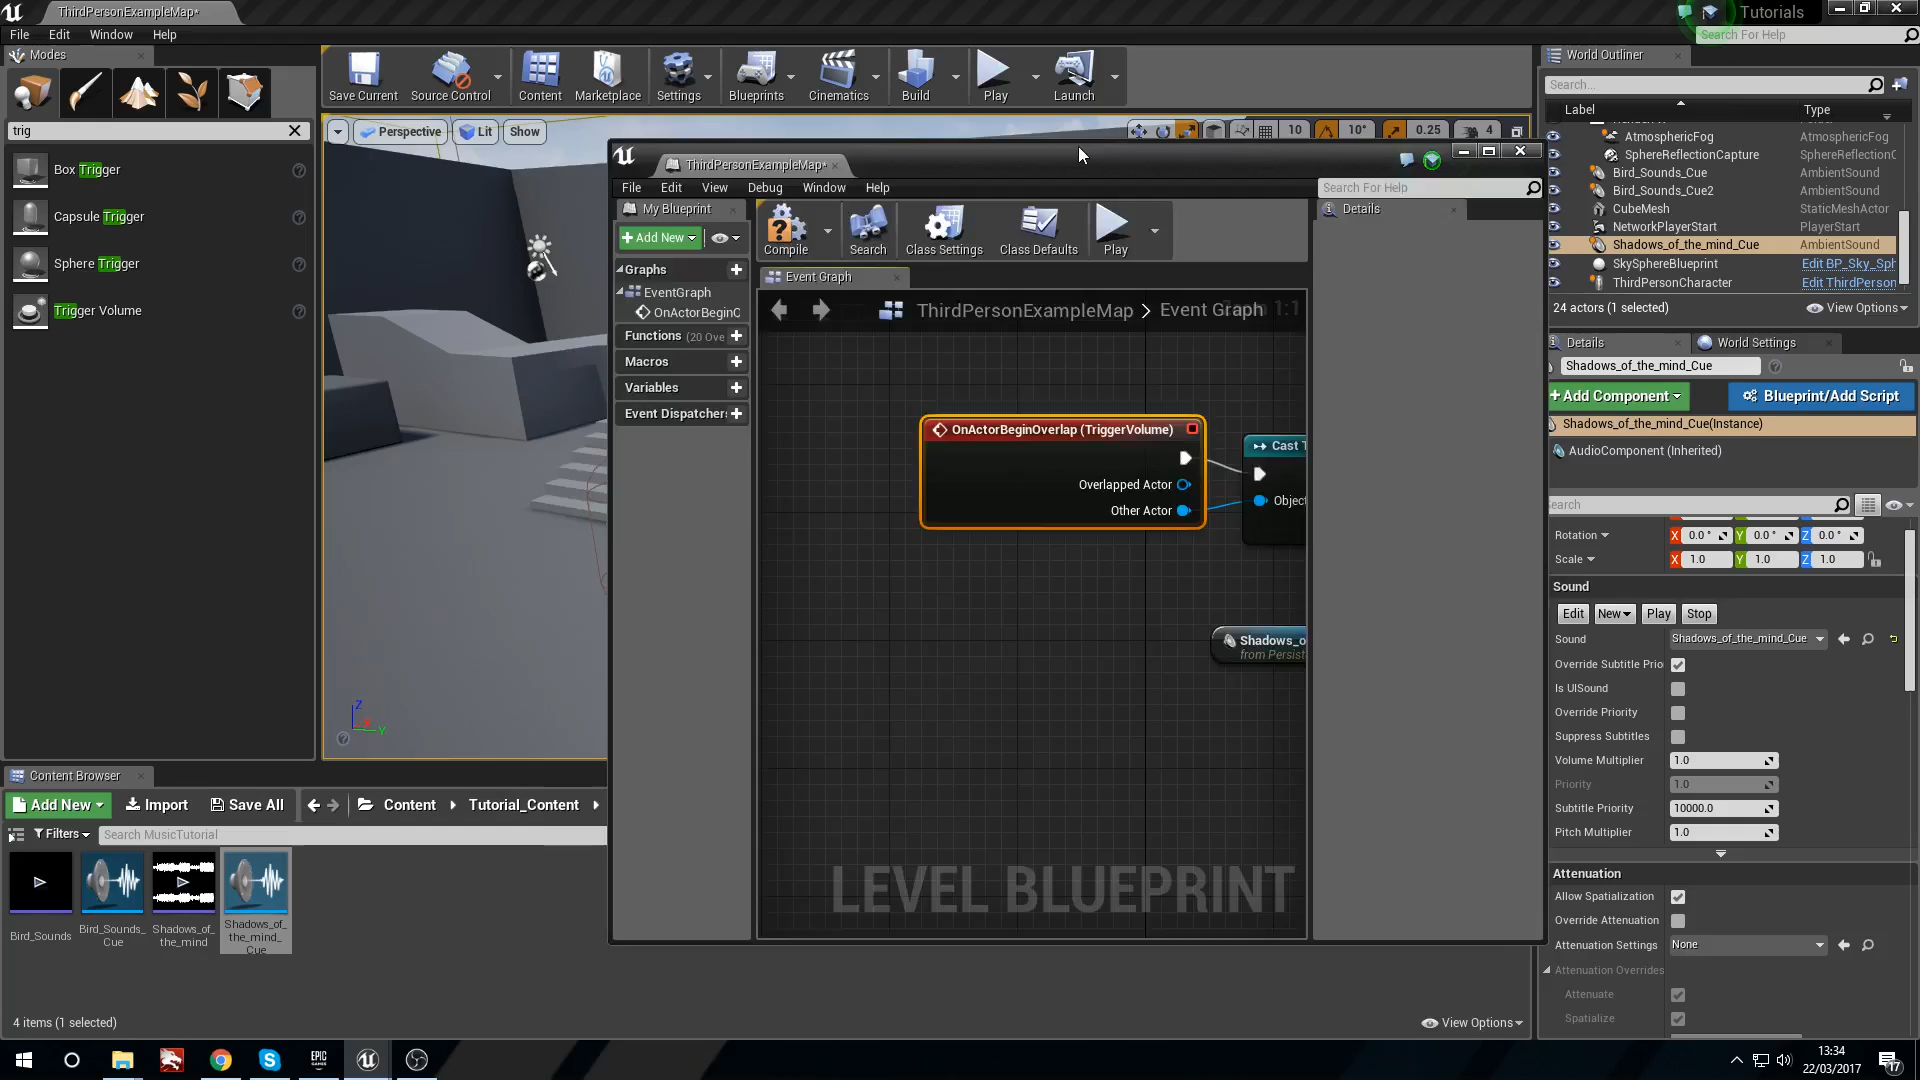 ThirdPersonExampleMap*
Tutorials
File Edit Window Help
Search For Help
Modes
Save Current
Source Control
Content
Marketplace
Settings
Blueprints
Cinematics
Build
Play
Launch
World Outliner
Search...
Label
Type
trig
Box Trigger
Capsule Trigger
Sphere Trigger
Trigger Volume
Perspective
Lit
Show
10
10°
0.25
4
ThirdPersonExampleMap*
File Edit View Debug Window Help
Search For Help
My Blueprint
Add New
Compile
Search
Class Settings
Class Defaults
Play
Details
Graphs
EventGraph
OnActorBeginO
Functions (20 Ove
Macros
Variables
Event Dispatchers
Event Graph
ThirdPersonExampleMap > Event Graph
OnActorBeginOverlap (TriggerVolume)
Overlapped Actor
Other Actor
Cast T
Object
Shadows_o
from Persist
LEVEL BLUEPRINT
AtmosphericFog AtmosphericFog
SphereReflectionCapture SphereReflectionC
Bird_Sounds_Cue AmbientSound
Bird_Sounds_Cue2 AmbientSound
CubeMesh StaticMeshActor
NetworkPlayerStart PlayerStart
Shadows_of_the_mind_Cue AmbientSound
SkySphereBlueprint Edit BP_Sky_Sph
ThirdPersonCharacter Edit ThirdPerson
24 actors (1 selected)
View Options
Details
World Settings
Shadows_of_the_mind_Cue
Add Component
Blueprint/Add Script
Shadows_of_the_mind_Cue(Instance)
AudioComponent (Inherited)
Search
Rotation X 0.0 ° Y 0.0 ° Z 0.0 °
Scale X 1.0 Y 1.0 Z 1.0
Sound
Edit New Play Stop
Sound Shadows_of_the_mind_Cue
Override Subtitle Prio
Is UISound
Override Priority
Suppress Subtitles
Volume Multiplier 1.0
Priority 1.0
Subtitle Priority 10000.0
Pitch Multiplier 1.0
Attenuation
Allow Spatialization
Override Attenuation
Attenuation Settings None
Attenuation Overrides
Attenuate
Spatialize
Z X Y
Content Browser
Add New
Import
Save All
Content
Tutorial_Content
Filters
Search MusicTutorial
Bird_Sounds
Bird_Sounds_
Cue
Shadows_of_
the_mind
Shadows_of_
the_mind_
Cue
4 items (1 selected)
View Options
EPIC
GAMES
13:34
22/03/2017
17